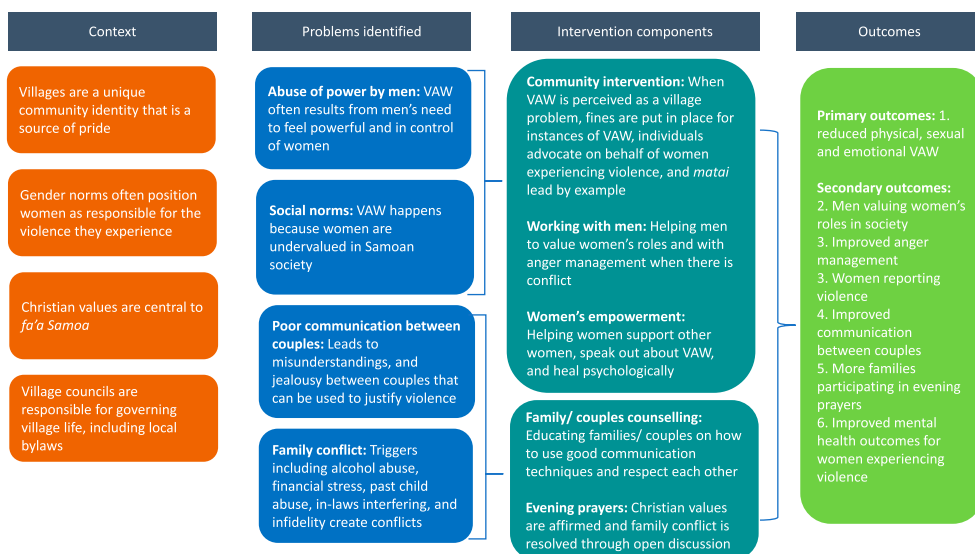 Context
Villages are a unique
community identity that is a
source of pride
Gender norms often position
women as responsible for the
violence they experience
Christian values are central to
fa'a Samoa
Village councils are
responsible for governing
village life, including local
bylaws
Problems identified
Abuse of power by men: VAW
often results from men's need
to feel powerful and in control
of women
Social norms: VAW happens
because women are
undervalued in Samoan
society
Poor communication between
couples: Leads to
misunderstandings, and
jealousy between couples that
can be used to justify violence
Family conflict: Triggers
including alcohol abuse,
financial stress, past child
abuse, in-laws interfering, and
infidelity create conflicts
Intervention components
Community intervention: When
VAW is perceived as a village
problem, fines are put in place for
instances of VAW, individuals
advocate on behalf of women
experiencing violence, and matai
lead by example
Working with men: Helping men
to value women's roles and with
anger management when there is
conflict
Women's empowerment:
Helping women support other
women, speak out about VAW,
and heal psychologically
Family/ couples counselling:
Educating families/ couples on how
to use good communication
techniques and respect each other
Evening prayers: Christian values
are affirmed and family conflict is
resolved through open discussion
Outcomes
Primary outcomes: 1.
reduced physical, sexual
and emotional VAW
Secondary outcomes:
2. Men valuing women's
roles in society
3. Improved anger
management
3. Women reporting
violence
4. Improved
communication
between couples
5. More families
participating in evening
prayers
6. Improved mental
health outcomes for
women experiencing
violence